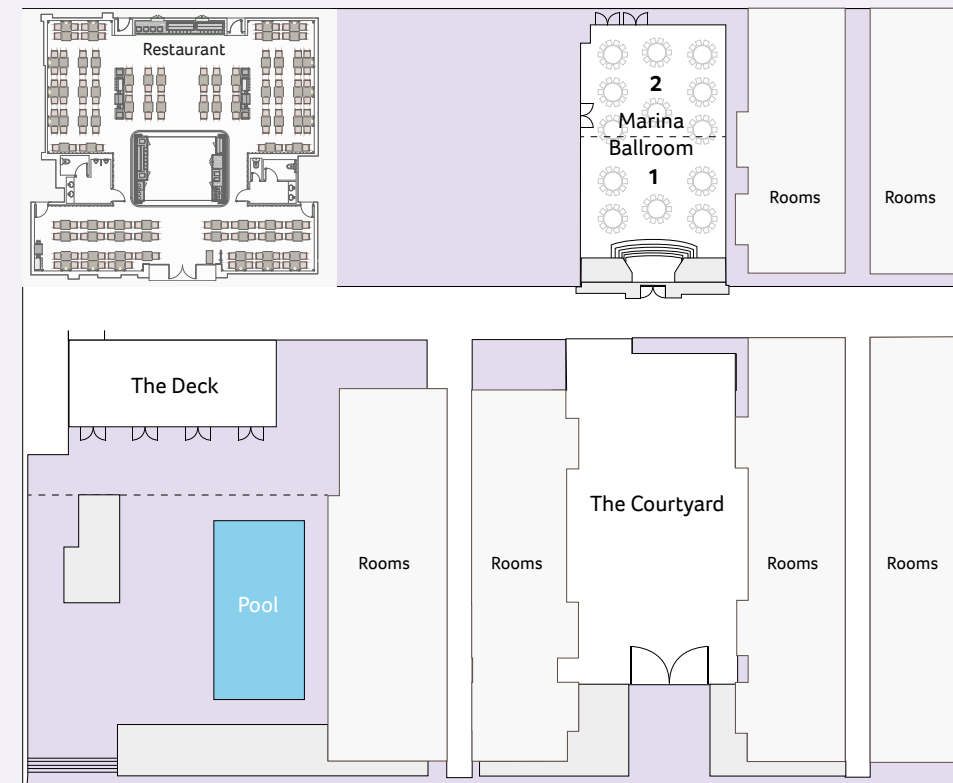 Restaurant
2
Marina
Ballroom
1
Rooms
Rooms
The Deck
The Courtyard
Rooms
Rooms
Rooms
Rooms
Pool